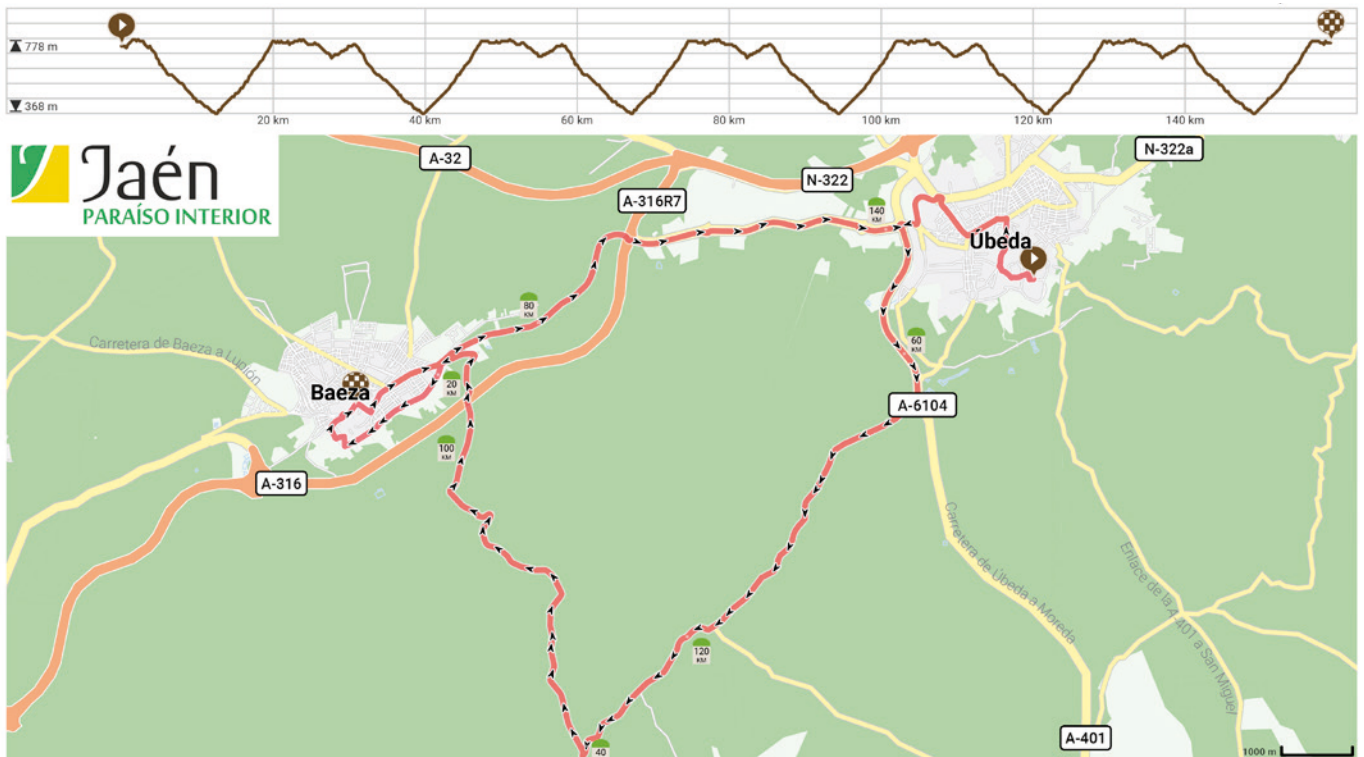 778 m
368 m
20 km
40 km
60 km
80 km
100 km
120 km
140 km
Jaén
PARAÍSO INTERIOR
A-32
N-322a
N-322
A-316R7
140
KM
Úbeda
80
KM
60
KM
Carretera de Baeza a Lupión
Baeza
20
KM
A-6104
100
KM
A-316
Carretera de Úbeda a Moreda
Enlace de la A-401 a San Miguel
120
KM
A-401
40
1000 m